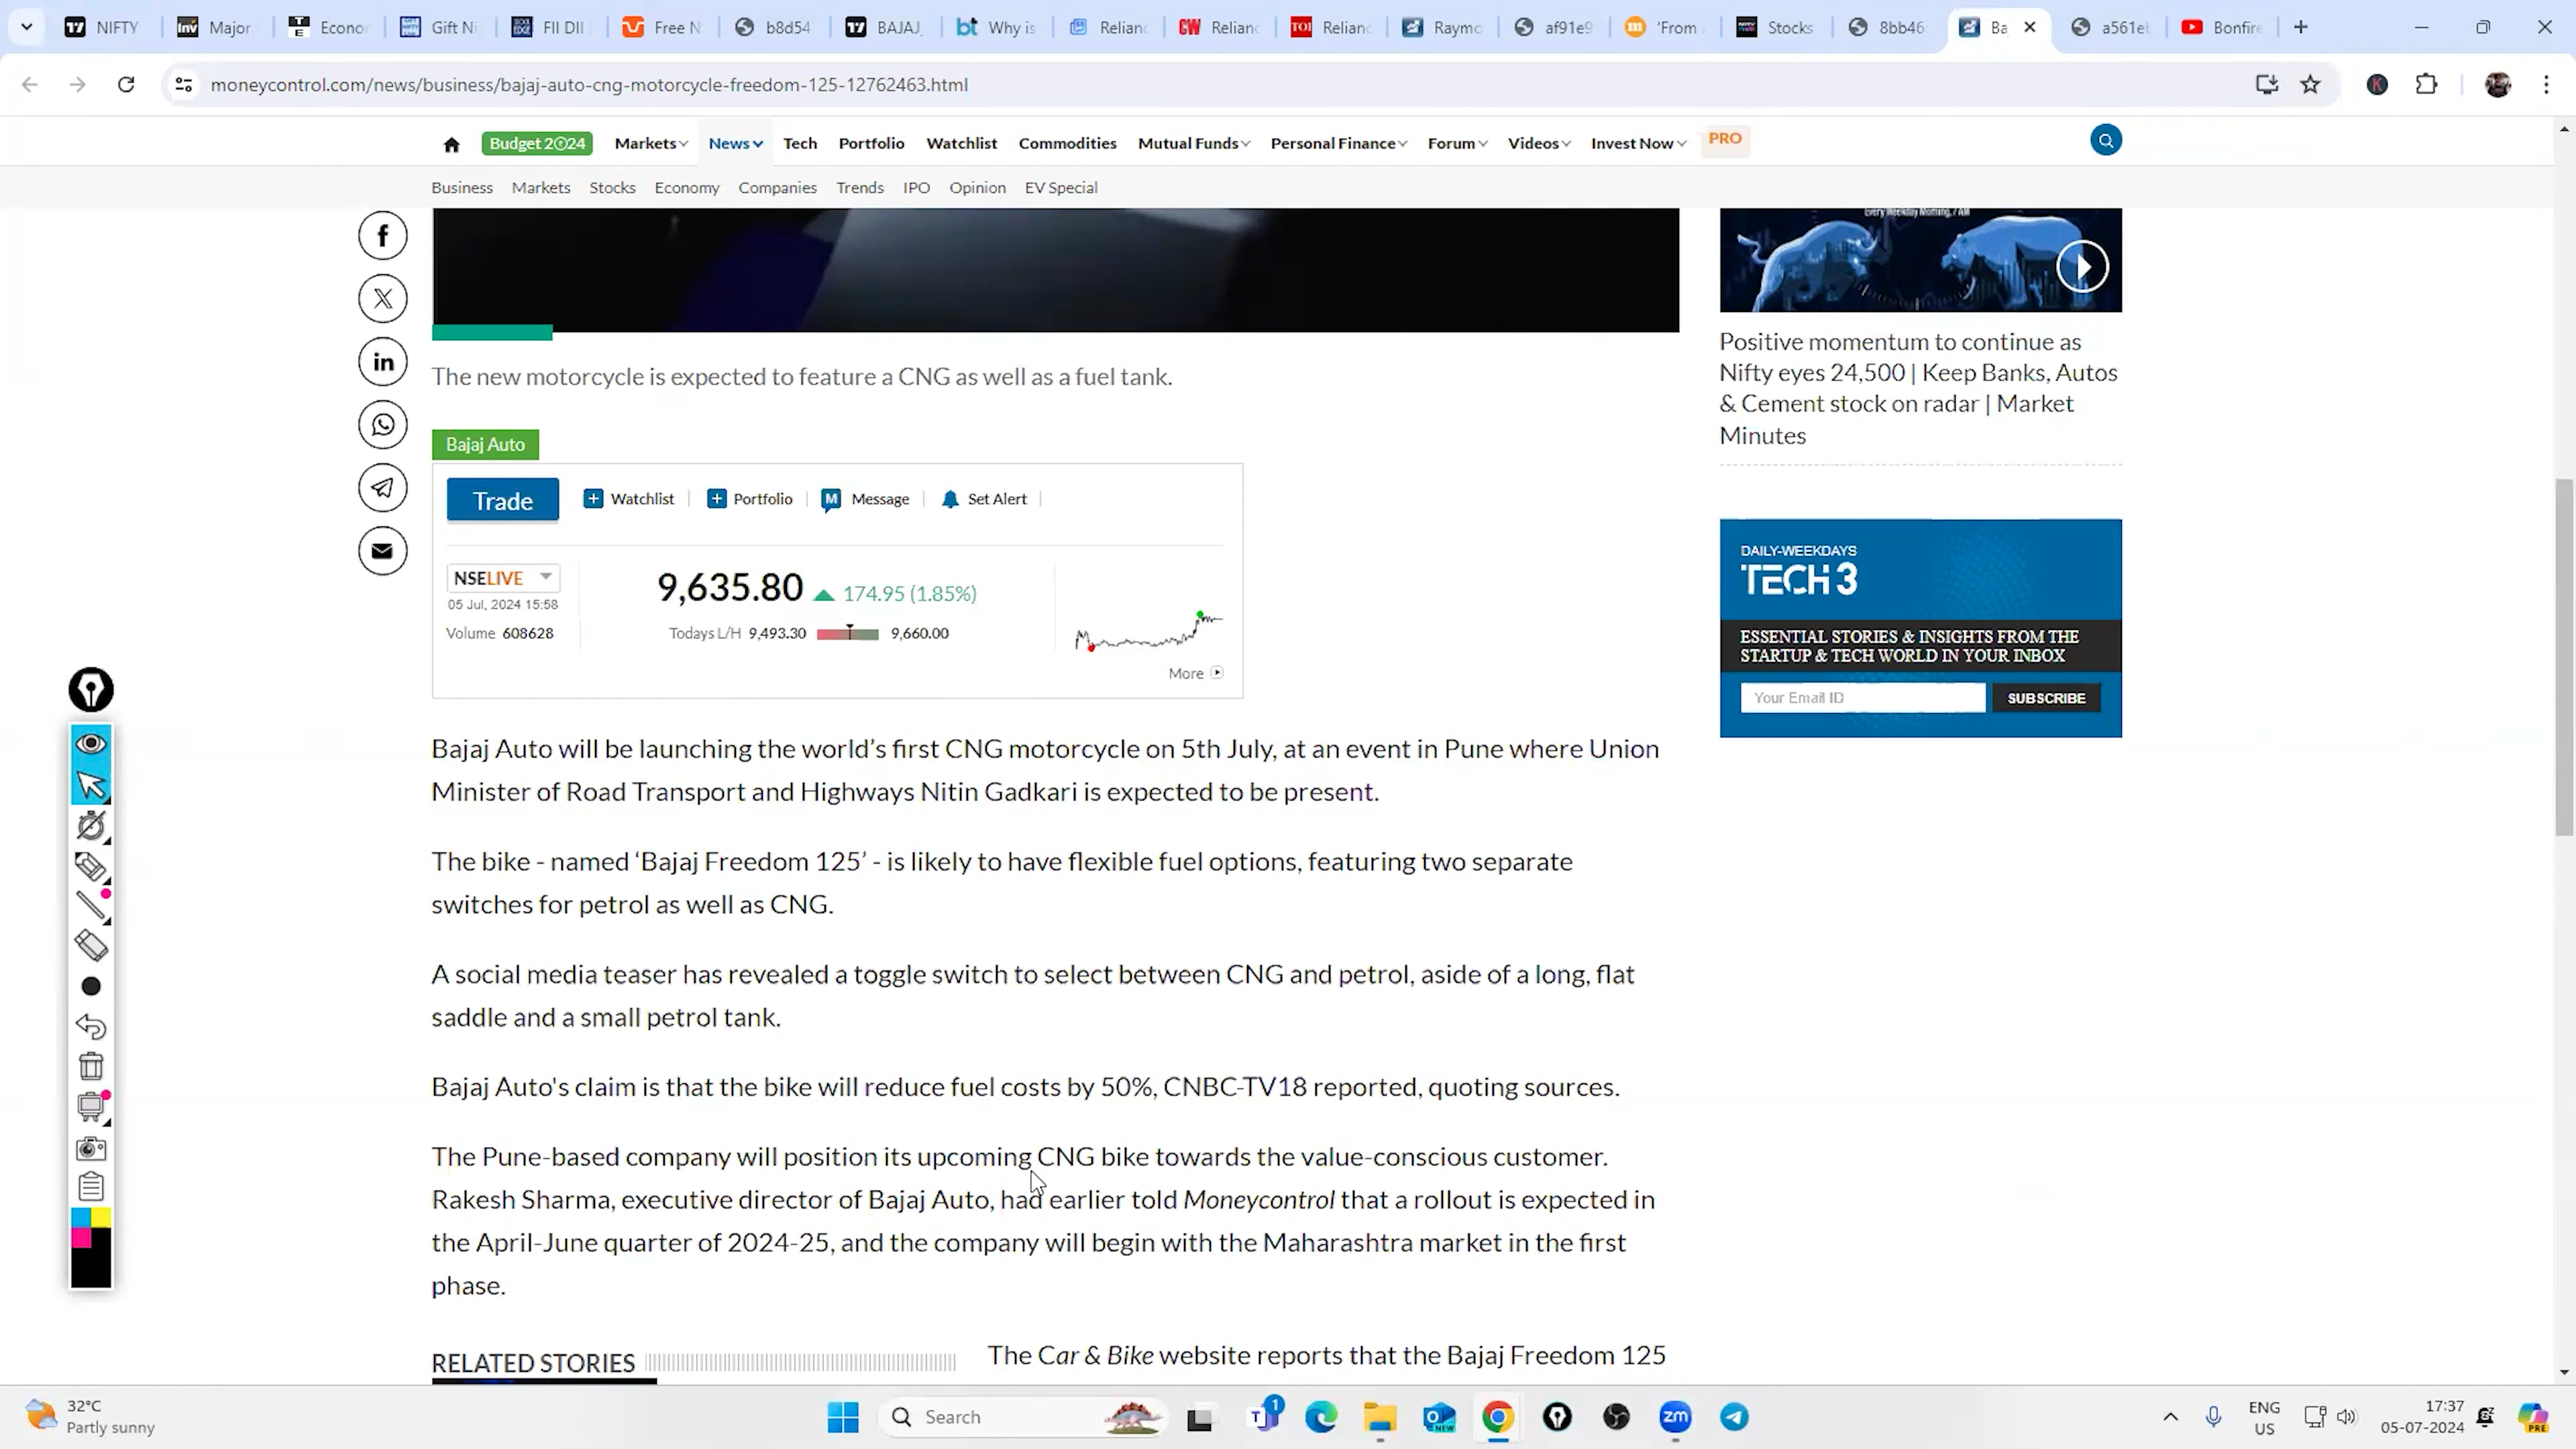 NIFTY
Major
Econor
Gift Ni
FII DII
Free N
b8d54
BAJAJ,
Why is
Relianc
Relianc
Relianc
Raymo
af91e9
'From
Stocks
8bb46
Ba
a561eb
Bonfire
moneycontrol.com/news/business/bajaj-auto-cng-motorcycle-freedom-125-12762463.html
Budget 2024
Markets
News
Tech
Portfolio
Watchlist
Commodities
Mutual Funds
Personal Finance
Forum
Videos
Invest Now
PRO
Business
Markets
Stocks
Economy
Companies
Trends
IPO
Opinion
EV Special
Every Weekday Morning, 7 AM
The new motorcycle is expected to feature a CNG as well as a fuel tank.
Positive momentum to continue as
Nifty eyes 24,500 | Keep Banks, Autos
& Cement stock on radar | Market
Minutes
Bajaj Auto
Trade
Watchlist
Portfolio
Message
Set Alert
NSELIVE
05 Jul, 2024 15:58
Volume 608628
9,635.80 174.95 (1.85%)
Todays L/H 9,493.30 9,660.00
More
DAILY-WEEKDAYS
TECH 3
ESSENTIAL STORIES & INSIGHTS FROM THE
STARTUP & TECH WORLD IN YOUR INBOX
Your Email ID
SUBSCRIBE
Bajaj Auto will be launching the world's first CNG motorcycle on 5th July, at an event in Pune where Union
Minister of Road Transport and Highways Nitin Gadkari is expected to be present.
The bike - named ‘Bajaj Freedom 125’ - is likely to have flexible fuel options, featuring two separate
switches for petrol as well as CNG.
A social media teaser has revealed a toggle switch to select between CNG and petrol, aside of a long, flat
saddle and a small petrol tank.
Bajaj Auto's claim is that the bike will reduce fuel costs by 50%, CNBC-TV18 reported, quoting sources.
The Pune-based company will position its upcoming CNG bike towards the value-conscious customer.
Rakesh Sharma, executive director of Bajaj Auto, had earlier told Moneycontrol that a rollout is expected in
the April-June quarter of 2024-25, and the company will begin with the Maharashtra market in the first
phase.
RELATED STORIES
The Car & Bike website reports that the Bajaj Freedom 125
32°C
Partly sunny
Search
ENG
US
17:37
05-07-2024